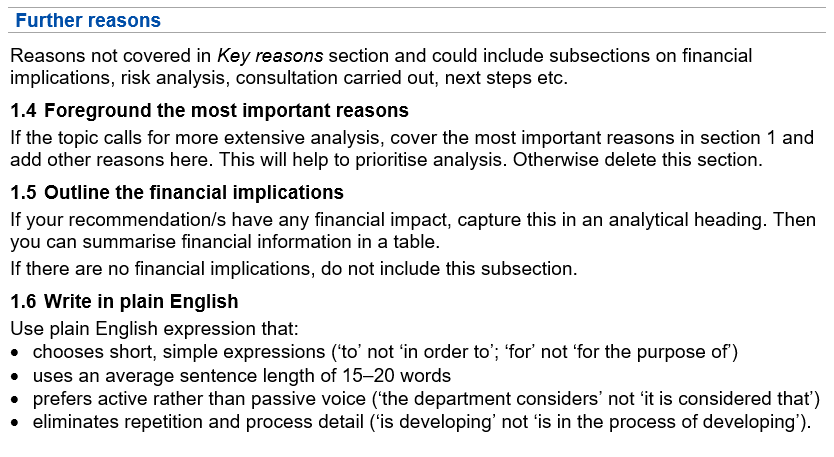 Further reasons
Reasons not covered in Key reasons section and could include subsections on financial
implications, risk analysis, consultation carried out, next steps etc.
1.4 Foreground the most important reasons
If the topic calls for more extensive analysis, cover the most important reasons in section 1 and
add other reasons here. This will help to prioritise analysis. Otherwise delete this section.
1.5 Outline the financial implications
If your recommendation/s have any financial impact, capture this in an analytical heading. Then
you can summarise financial information in a table.
If there are no financial implications, do not include this subsection.
1.6 Write in plain English
Use plain English expression that:
• chooses short, simple expressions (‘to’ not ‘in order to’; ‘for’ not ‘for the purpose of’)
• uses an average sentence length of 15–20 words
• prefers active rather than passive voice (‘the department considers’ not ‘it is considered that’)
• eliminates repetition and process detail (‘is developing’ not ‘is in the process of developing’).